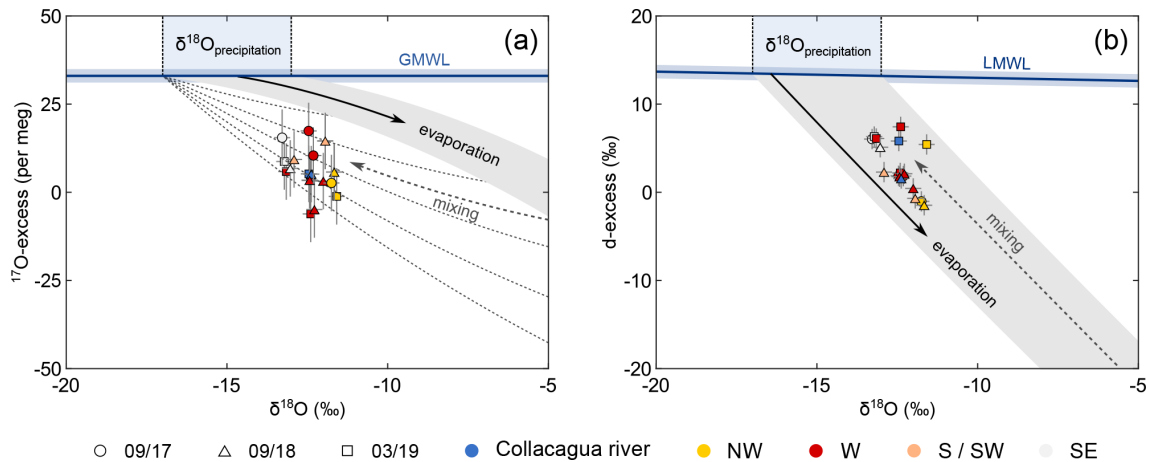 (a)
δ18Oprecipitation
GMWL
evaporation
mixing
50
25
0
-25
-50
17O-excess (per meg)
-20
-15
-10
-5
δ18O (‰)
(b)
δ18Oprecipitation
LMWL
mixing
evaporation
20
10
0
-10
-20
d-excess (‰)
-20
-15
-10
-5
δ18O (‰)
09/17 09/18 03/19 Collacagua river NW W S / SW SE